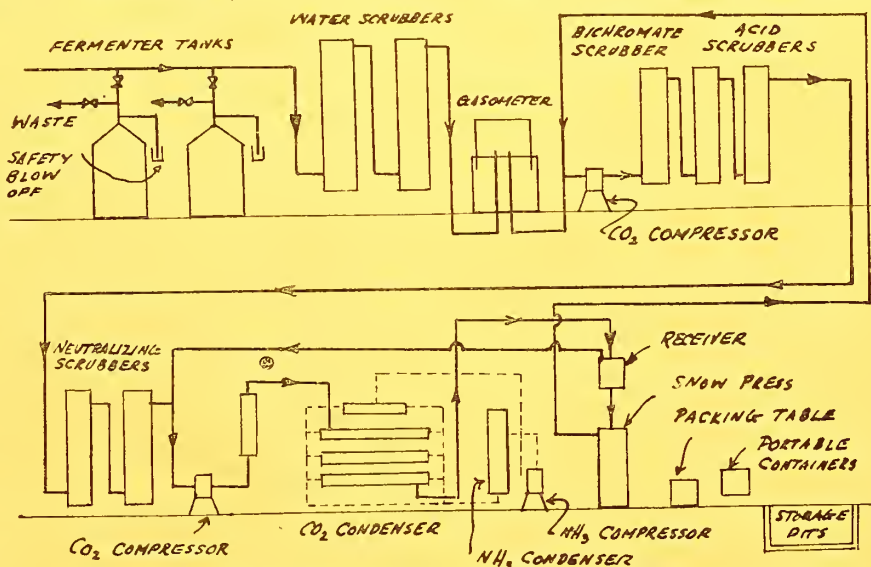 WATER SCRUBBERS
FERMENTER TANKS
BICHROMATE
SCRUBBER
ACID
SCRUBBERS
GASOMETER
WASTE
SAFETY
BLOW
OFF
CO₂ COMPRESSOR
NEUTRALIZING
SCRUBBERS
RECEIVER
SNOW PRESS
PACKING TABLE
PORTABLE
CONTAINERS
CO₂ COMPRESSOR
CO₂ CONDENSER
NH₃ CONDENSER
NH₃ COMPRESSOR
STORAGE
PITS